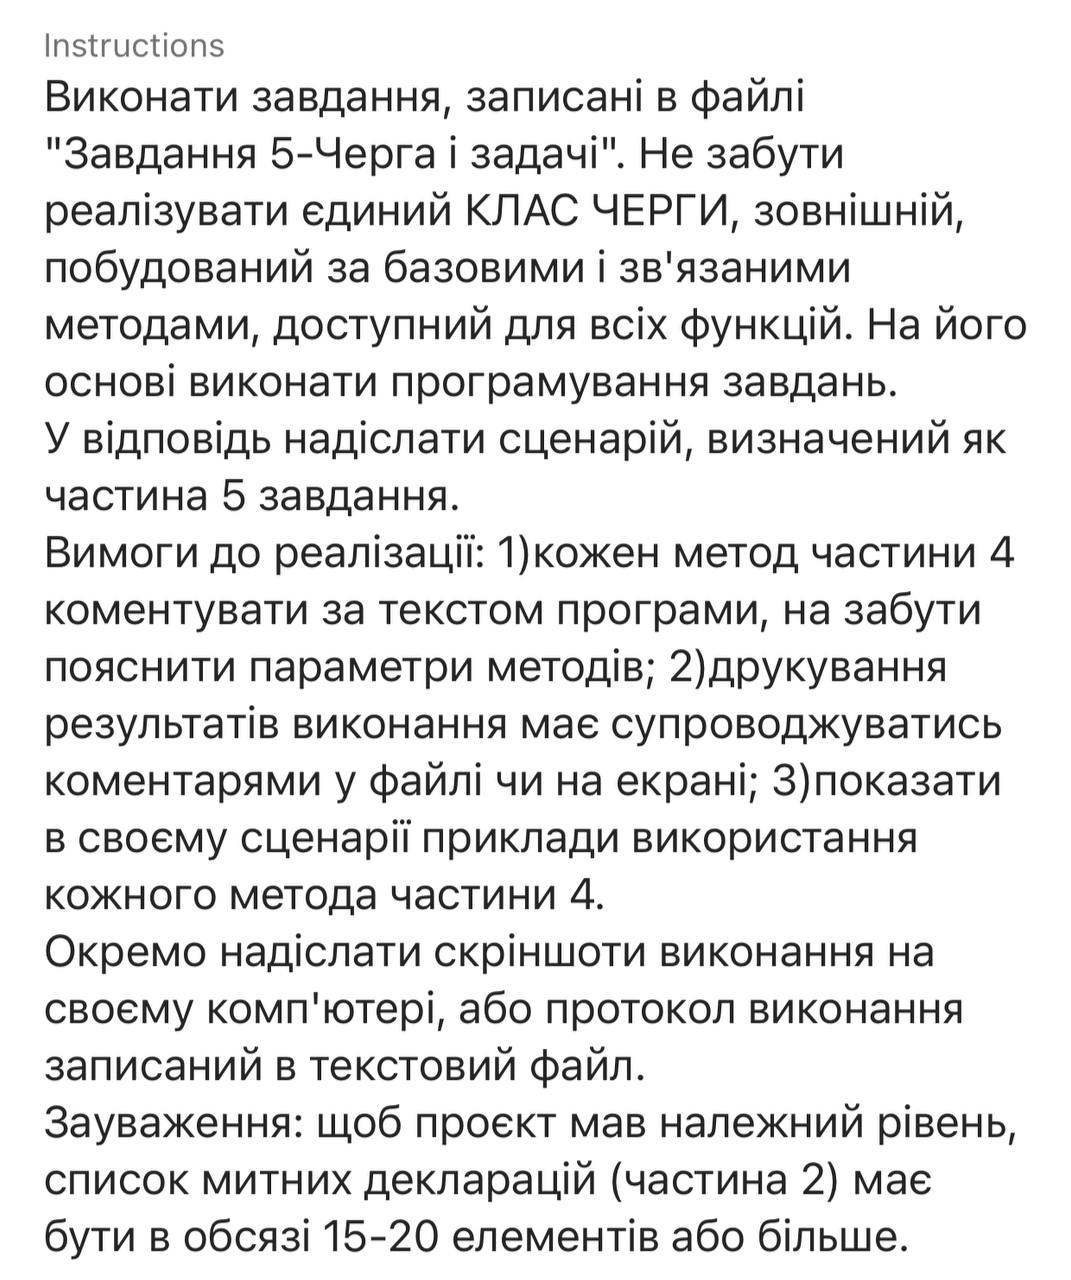 Instructions
Виконати завдання, записані в файлі
"Завдання 5-Черга і задачі". Не забути
реалізувати єдиний КЛАС ЧЕРГИ, зовнішній,
побудований за базовими і зв'язаними
методами, доступний для всіх функцій. На його
основі виконати програмування завдань.
У відповідь надіслати сценарій, визначений як
частина 5 завдання.
Вимоги до реалізації: 1)кожен метод частини 4
коментувати за текстом програми, на забути
пояснити параметри методів; 2)друкування
результатів виконання має супроводжуватись
коментарями у файлі чи на екрані; 3)показати
в своєму сценарії приклади використання
кожного метода частини 4.
Окремо надіслати скріншоти виконання на
своєму комп'ютері, або протокол виконання
записаний в текстовий файл.
Зауваження: щоб проєкт мав належний рівень,
список митних декларацій (частина 2) має
бути в обсязі 15-20 елементів або більше.